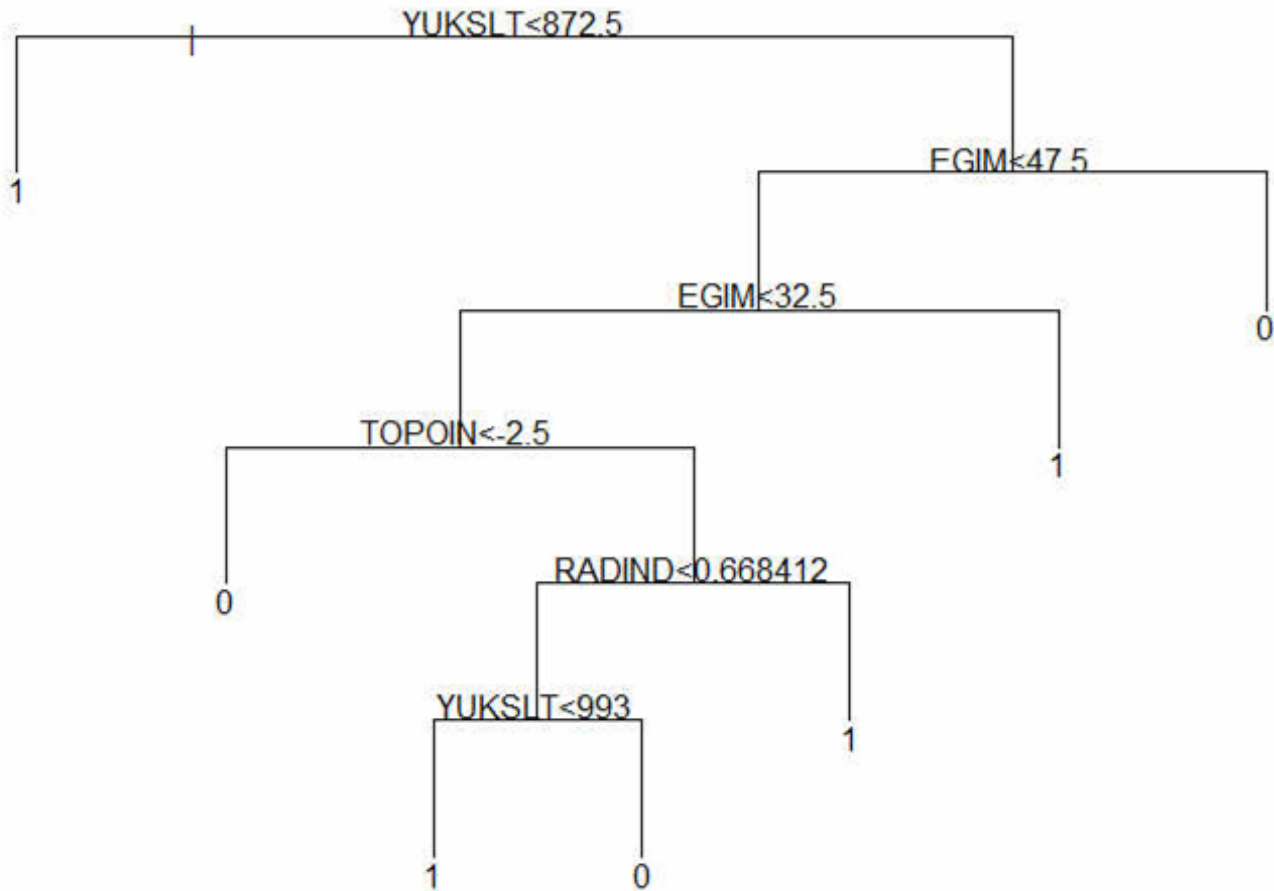 YUKSLT<872.5
EGIM<47.5
1
EGIM<32.5
0
TOPOIN<-2.5
1
RADIND<0.668412
0
YUKSLT<993
1
1
0